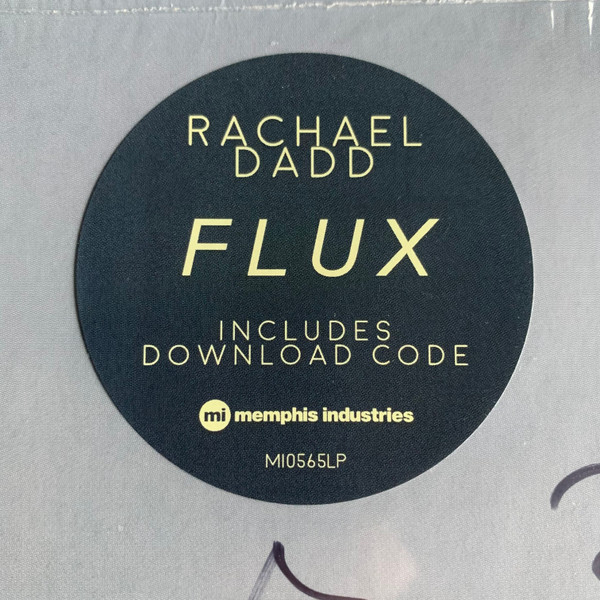 RACHAEL
DADD
FLUX
INCLUDES
DOWNLOAD CODE
mi memphis industries
MI0565LP